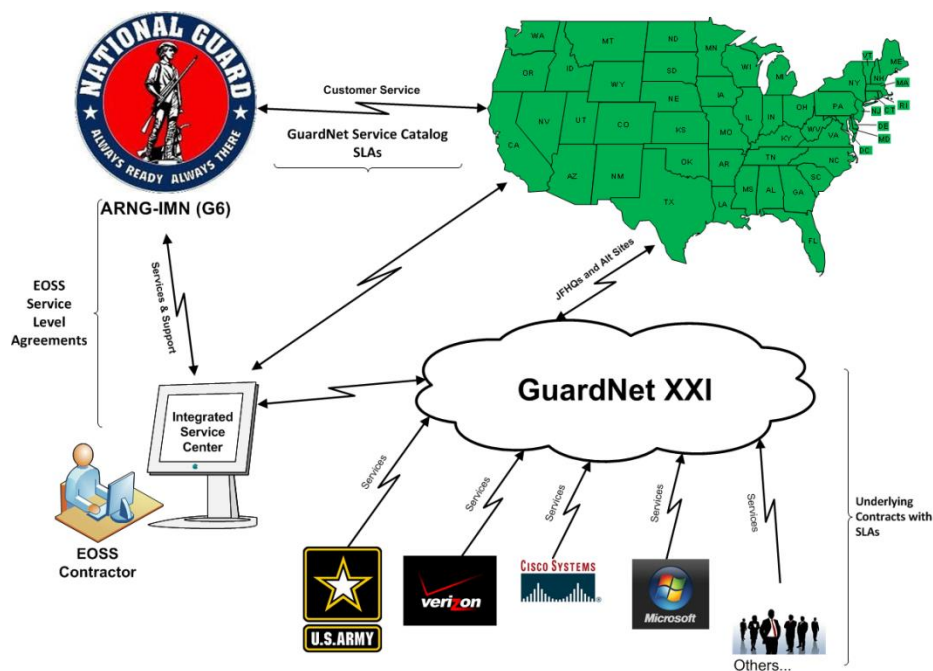 NATIONAL GUARD
ALWAYS READY ALWAYS THERE
ARNG-IMN (G6)
Customer Service
GuardNet Service Catalog
SLAs
WA
MT
ND
MN
OR
ID
WY
SD
WI
MI
NY
VT
NH
ME
MA
RI
CT
NJ
PA
DE
MD
DC
NV
UT
CO
NE
IA
IL
IN
OH
WV
VA
CA
KS
MO
KY
NC
TN
SC
AZ
NM
OK
AR
MS
AL
GA
TX
LA
FL
EOSS
Service
Level
Agreements
Services & Support
JFHQs and Alt Sites
Integrated
Service
Center
GuardNet XXI
EOSS
Contractor
Services
Services
Services
Services
Services
Underlying
Contracts with
SLAs
U.S.ARMY
verizon
CISCO SYSTEMS
®
Microsoft
Others...